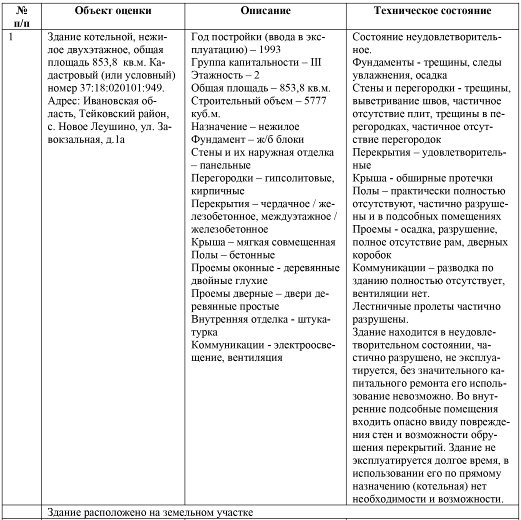 № п/п
Объект оценки
Описание
Техническое состояние
1
Здание котельной, нежи-
лое двухэтажное, общая
площадь 853,8 кв.м. Ка-
дастровый (или условный)
номер 37:18:020101:949.
Адрес: Ивановская об-
ласть, Тейковский район,
с. Новое Леушино, ул. За-
вокзальная, д.1а
Год постройки (ввода в экс-
плуатацию) – 1993
Группа капитальности – III
Этажность – 2
Общая площадь – 853,8 кв.м.
Строительный объем – 5777
куб.м.
Назначение – нежилое
Фундамент – ж/б блоки
Стены и их наружная отделка
– панельные
Перегородки – гипсолитовые,
кирпичные
Перекрытия – чердачное / же-
лезобетонное, междуэтажное /
железобетонное
Крыша – мягкая совмещенная
Полы – бетонные
Проемы оконные - деревянные
двойные глухие
Проемы дверные – двери де-
ревянные простые
Внутренняя отделка - штука-
турка
Коммуникации - электроосве-
щение, вентиляция
Состояние неудовлетворитель-
ное.
Фундаменты - трещины, следы
увлажнения, осадка
Стены и перегородки - трещины,
выветривание швов, частичное
отсутствие плит, трещины в пе-
регородках, частичное отсут-
ствие перегородок
Перекрытия – удовлетворитель-
ные
Крыша - обширные протечки
Полы – практически полностью
отсутствуют, частично разруше-
ны и в подсобных помещениях
Проемы - осадка, разрушение,
полное отсутствие рам, дверных
коробок
Коммуникации – разводка по
зданию полностью отсутствует,
вентиляции нет.
Лестничные пролеты частично
разрушены.
Здание находится в неудовле-
творительном состоянии, ча-
стично разрушено, не эксплуа-
тируется, без значительного ка-
питального ремонта его исполь-
зование невозможно. Во внут-
ренние подсобные помещения
входить опасно ввиду поврежде-
ния стен и возможности обру-
шения перекрытий. Здание не
эксплуатируется долгое время, в
использовании его по прямому
назначению (котельная) нет
необходимости и возможности.
Здание расположено на земельном участке